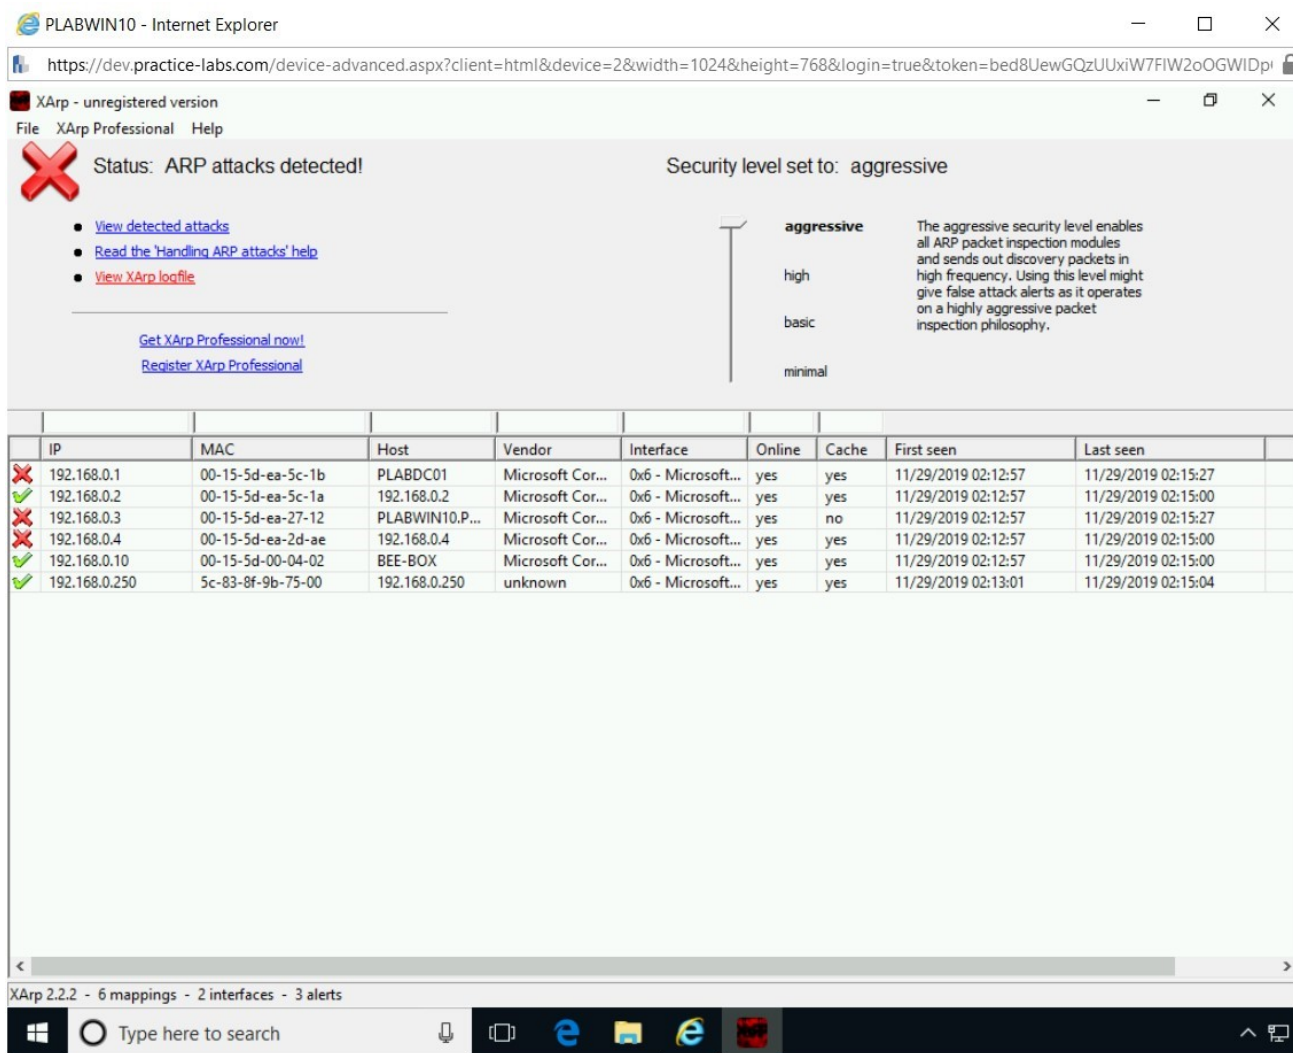 PLABWIN10 - Internet Explorer
https://dev.practice-labs.com/device-advanced.aspx?client=html&device=2&width=1024&height=768&login=true&token=bed8UewGQzUUxiW7FIW2oOGWIDp
XArp - unregistered version
File XArp Professional Help
Status: ARP attacks detected!
Security level set to: aggressive
View detected attacks
Read the 'Handling ARP attacks' help
View XArp logfile
Get XArp Professional now!
Register XArp Professional
aggressive
high
basic
minimal
The aggressive security level enables
all ARP packet inspection modules
and sends out discovery packets in
high frequency. Using this level might
give false attack alerts as it operates
on a highly aggressive packet
inspection philosophy.
IP MAC Host Vendor Interface Online Cache First seen Last seen
192.168.0.1 00-15-5d-ea-5c-1b PLABDC01 Microsoft Cor... 0x6 - Microsoft... yes yes 11/29/2019 02:12:57 11/29/2019 02:15:27
192.168.0.2 00-15-5d-ea-5c-1a 192.168.0.2 Microsoft Cor... 0x6 - Microsoft... yes yes 11/29/2019 02:12:57 11/29/2019 02:15:00
192.168.0.3 00-15-5d-ea-27-12 PLABWIN10.P... Microsoft Cor... 0x6 - Microsoft... yes no 11/29/2019 02:12:57 11/29/2019 02:15:27
192.168.0.4 00-15-5d-ea-2d-ae 192.168.0.4 Microsoft Cor... 0x6 - Microsoft... yes yes 11/29/2019 02:12:57 11/29/2019 02:15:00
192.168.0.10 00-15-5d-00-04-02 BEE-BOX Microsoft Cor... 0x6 - Microsoft... yes yes 11/29/2019 02:12:57 11/29/2019 02:15:00
192.168.0.250 5c-83-8f-9b-75-00 192.168.0.250 unknown 0x6 - Microsoft... yes yes 11/29/2019 02:13:01 11/29/2019 02:15:04
XArp 2.2.2 - 6 mappings - 2 interfaces - 3 alerts
Type here to search